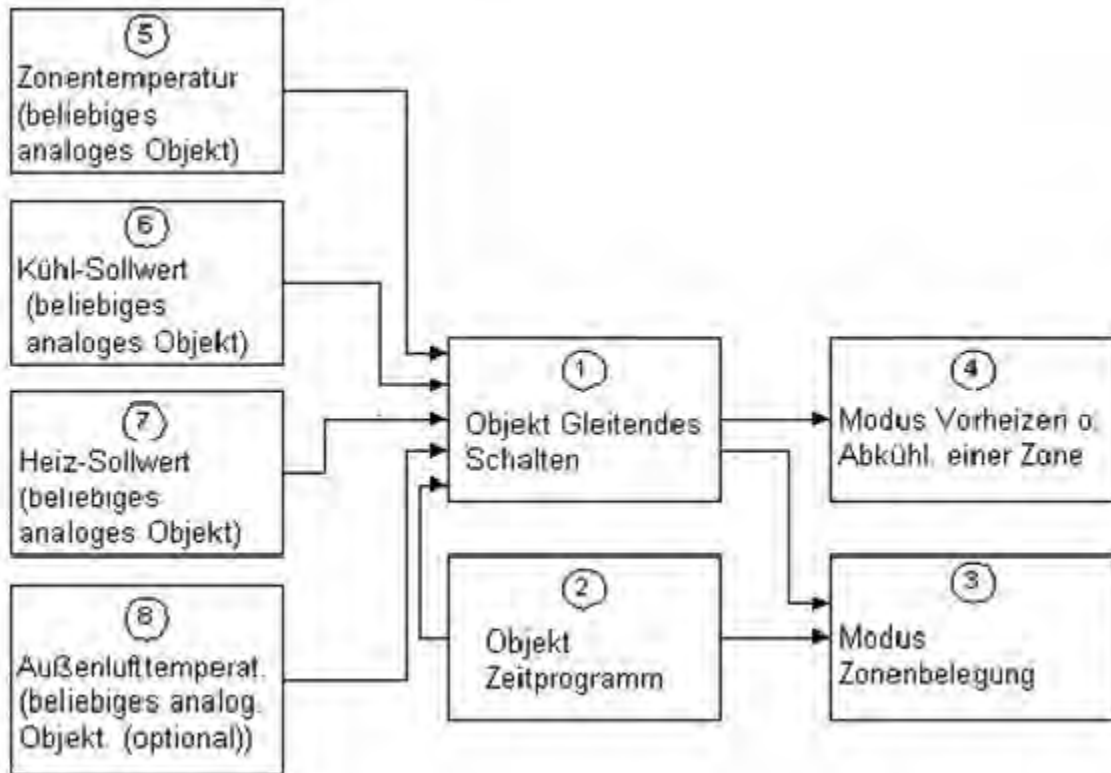 5
Zonentemperatur
(beliebiges
analoges Objekt)
6
Kühl-Sollwert
(beliebiges
analoges Objekt)
7
Heiz-Sollwert
(beliebiges
analoges Objekt)
8
Außenlufttemperat.
(beliebiges analog.
Objekt. (optional))
1
Objekt Gleitendes
Schalten
2
Objekt
Zeitprogramm
4
Modus Vorheizen o.
Abkühl. einer Zone
3
Modus
Zonenbelegung